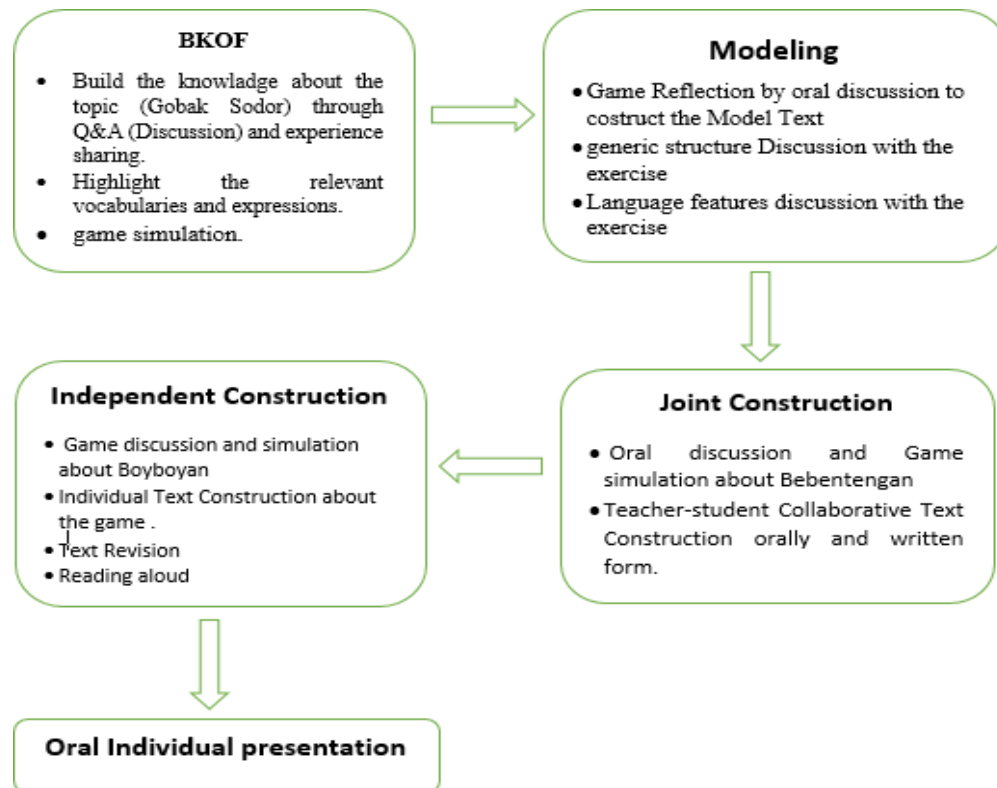 BKOF
• Build the knowladge about the
topic (Gobak Sodor) through
Q&A (Discussion) and experience
sharing.
• Highlight the relevant
vocabularies and expressions.
• game simulation.
Modeling
• Game Reflection by oral discussion to
costruct the Model Text
• generic structure Discussion with the
exercise
• Language features discussion with the
exercise
Joint Construction
• Oral discussion and Game
simulation about Bebentengan
• Teacher-student Collaborative Text
Construction orally and written
form.
Independent Construction
• Game discussion and simulation
about Boyboyan
• Individual Text Construction about
the game .
• Text Revision
• Reading aloud
Oral Individual presentation